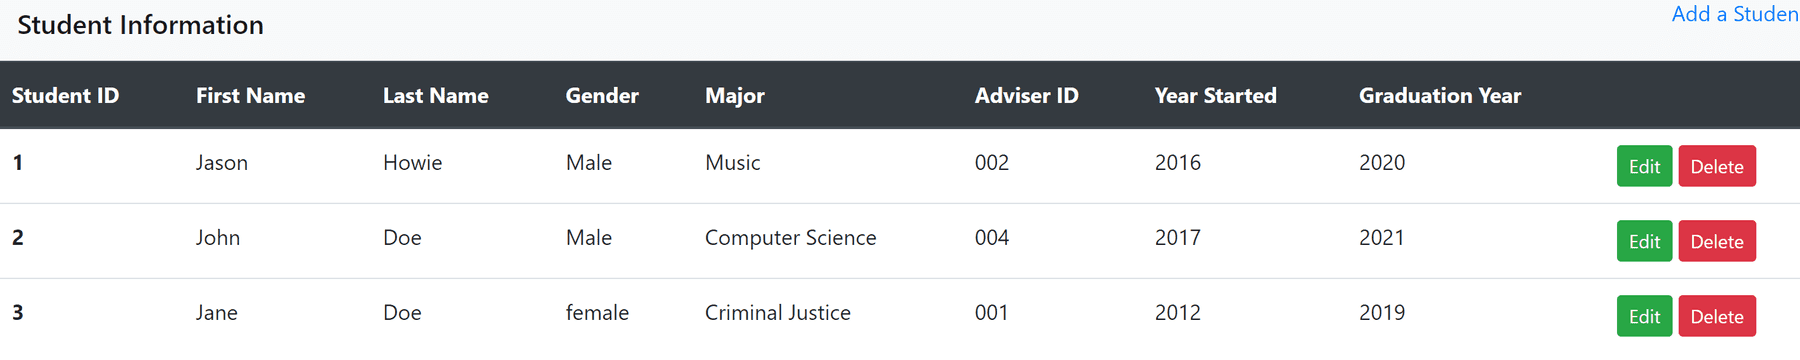 Student Information
Add a Studen
Student ID First Name Last Name Gender Major Adviser ID Year Started Graduation Year
1 Jason Howie Male Music 002 2016 2020 Edit Delete
2 John Doe Male Computer Science 004 2017 2021 Edit Delete
3 Jane Doe female Criminal Justice 001 2012 2019 Edit Delete